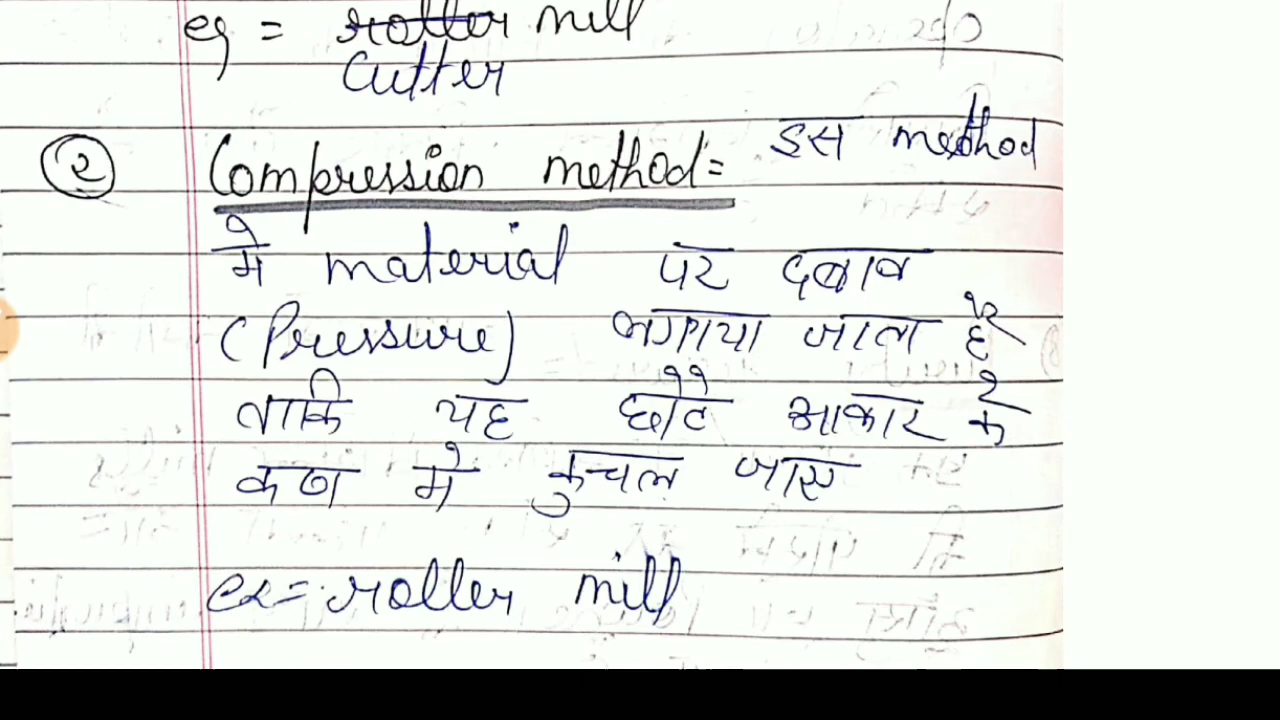 eg = roller mill
Cutter
② Compression method:= इस method
मे material पर दबाव
(Pressure) लगाया जाता है
ताकि यह छोटे आकार के
कण मे कुचल जाए
ex=. roller mill